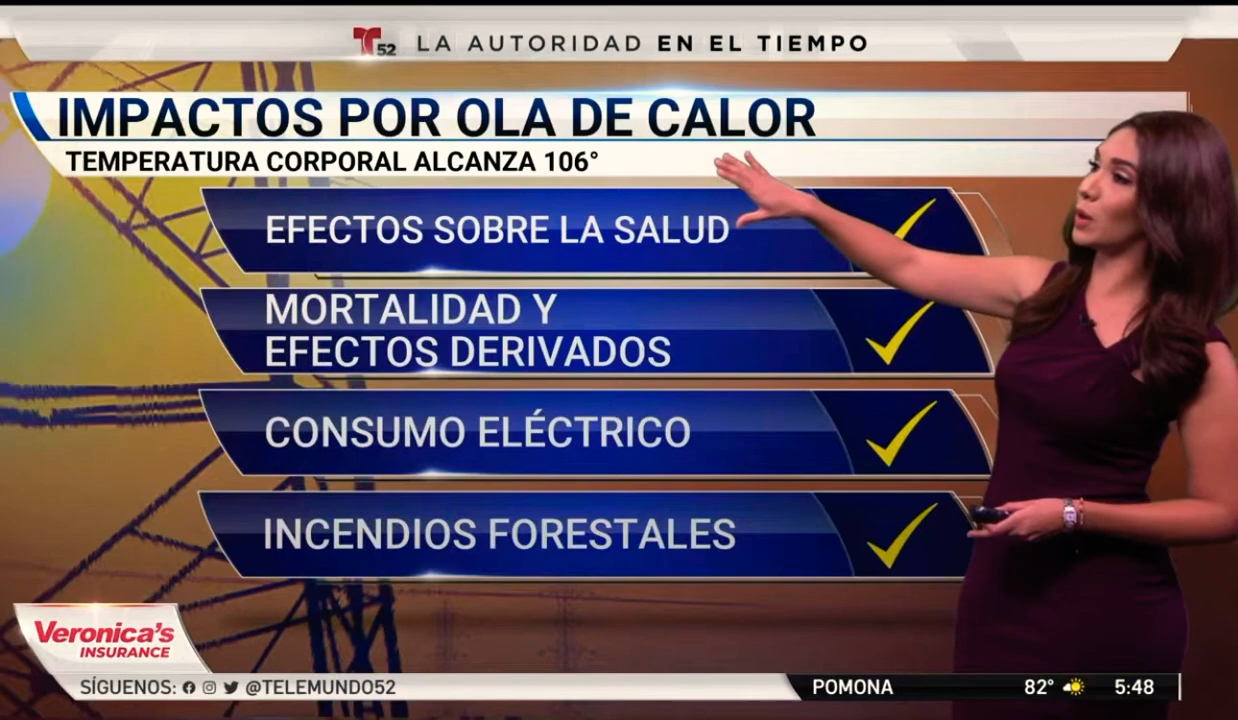 T52 LA AUTORIDAD EN EL TIEMPO
IMPACTOS POR OLA DE CALOR
TEMPERATURA CORPORAL ALCANZA 106°
EFECTOS SOBRE LA SALUD
MORTALIDAD Y
EFECTOS DERIVADOS
CONSUMO ELÉCTRICO
INCENDIOS FORESTALES
Veronica's
INSURANCE
SÍGUENOS: @TELEMUNDO52
POMONA 82° 5:48